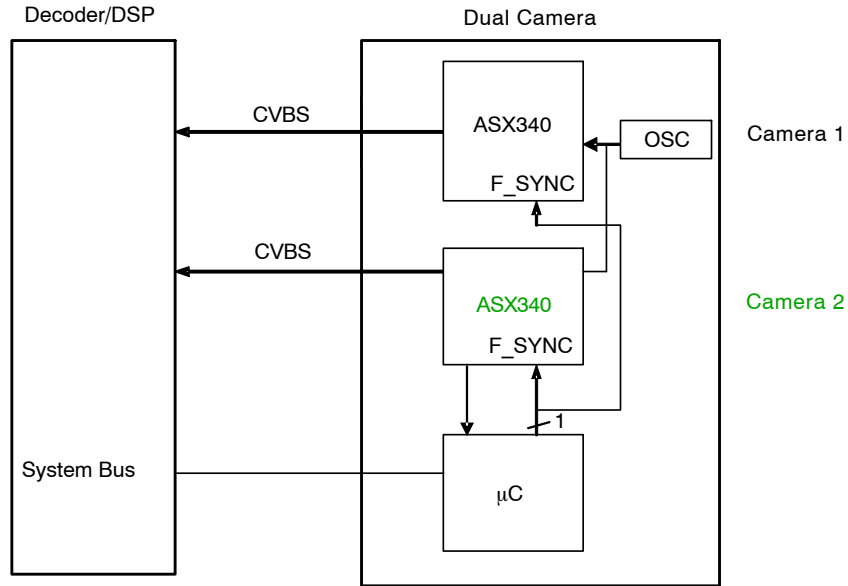 Decoder/DSP
Dual Camera
CVBS
ASX340
OSC
Camera 1
F_SYNC
CVBS
ASX340
Camera 2
F_SYNC
1
System Bus
μC